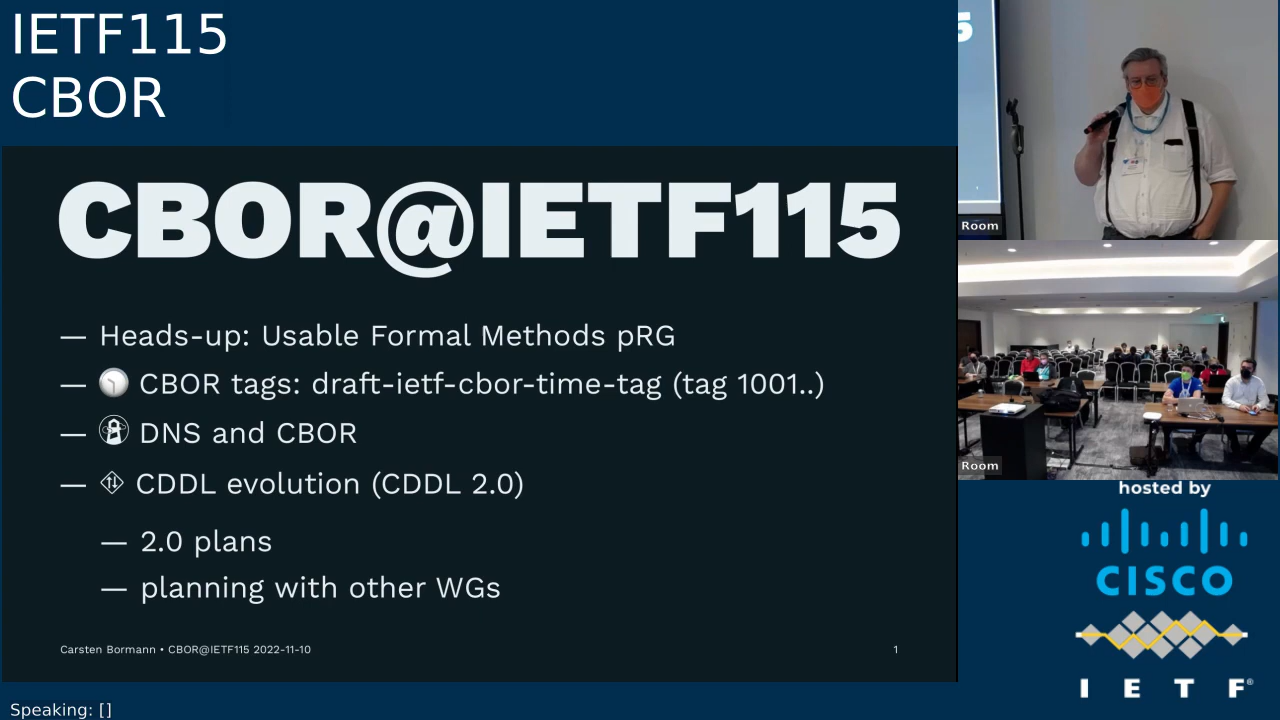 IETF115
CBOR
CBOR@IETF115
— Heads-up: Usable Formal Methods pRG
— CBOR tags: draft-ietf-cbor-time-tag (tag 1001..)
— DNS and CBOR
— CDDL evolution (CDDL 2.0)
— 2.0 plans
— planning with other WGs
Carsten Bormann • CBOR@IETF115 2022-11-10
1
5
Room
Room
hosted by
CISCO
I E T F®
Speaking: []